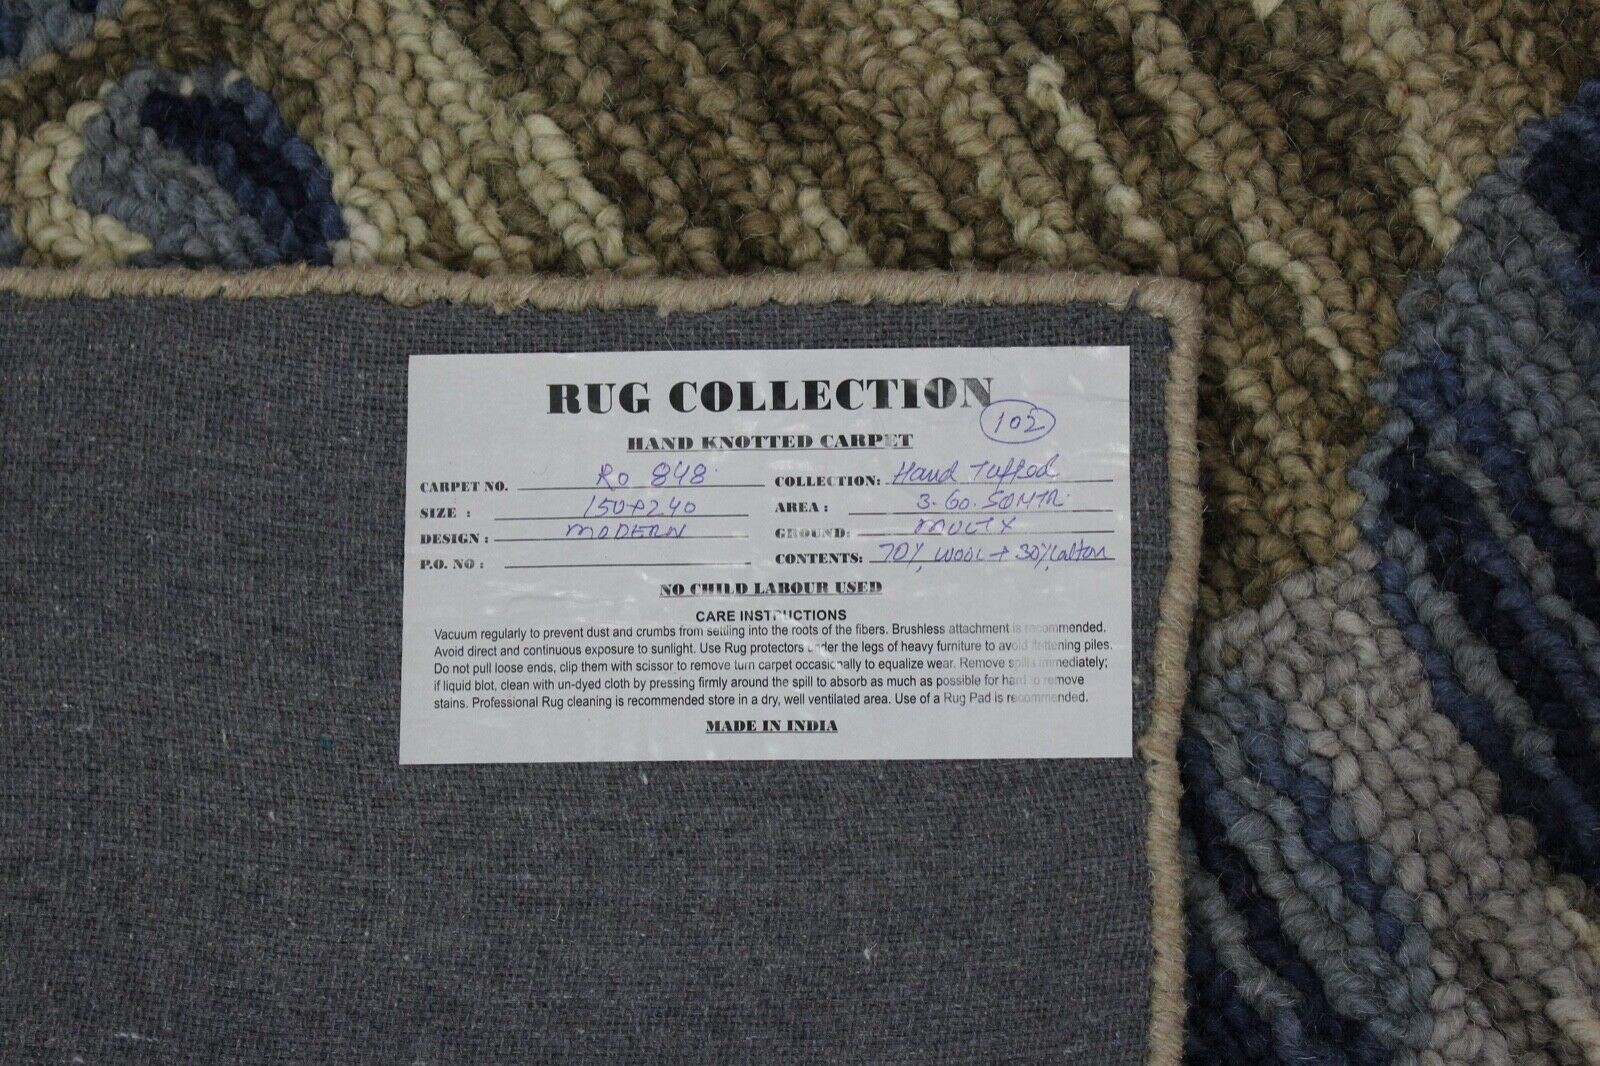 RUG COLLECTION
102
HAND KNOTTED CARPET
CARPET NO. RO 848 COLLECTION: Hand Tuffed
SIZE : 150x240 AREA : 3.60.SQMTR.
DESIGN : MODERN GROUND: MULTY
P.O. NO : CONTENTS: 70%, WOOL + 30%,
NO CHILD LABOUR USED
CARE INSTRUCTIONS
Vacuum regularly to prevent dust and crumbs from settling into the roots of the fibers. Brushless attachment is recommended.
Avoid direct and continuous exposure to sunlight. Use Rug protectors under the legs of heavy furniture to avoid flettening piles.
Do not pull loose ends, clip them with scissor to remove turn carpet occasionally to equalize wear. Remove spills immediately;
if liquid blot, clean with un-dyed cloth by pressing firmly around the spill to absorb as much as possible for hard to remove
stains. Professional Rug cleaning is recommended store in a dry, well ventilated area. Use of a Rug Pad is recommended.
MADE IN INDIA